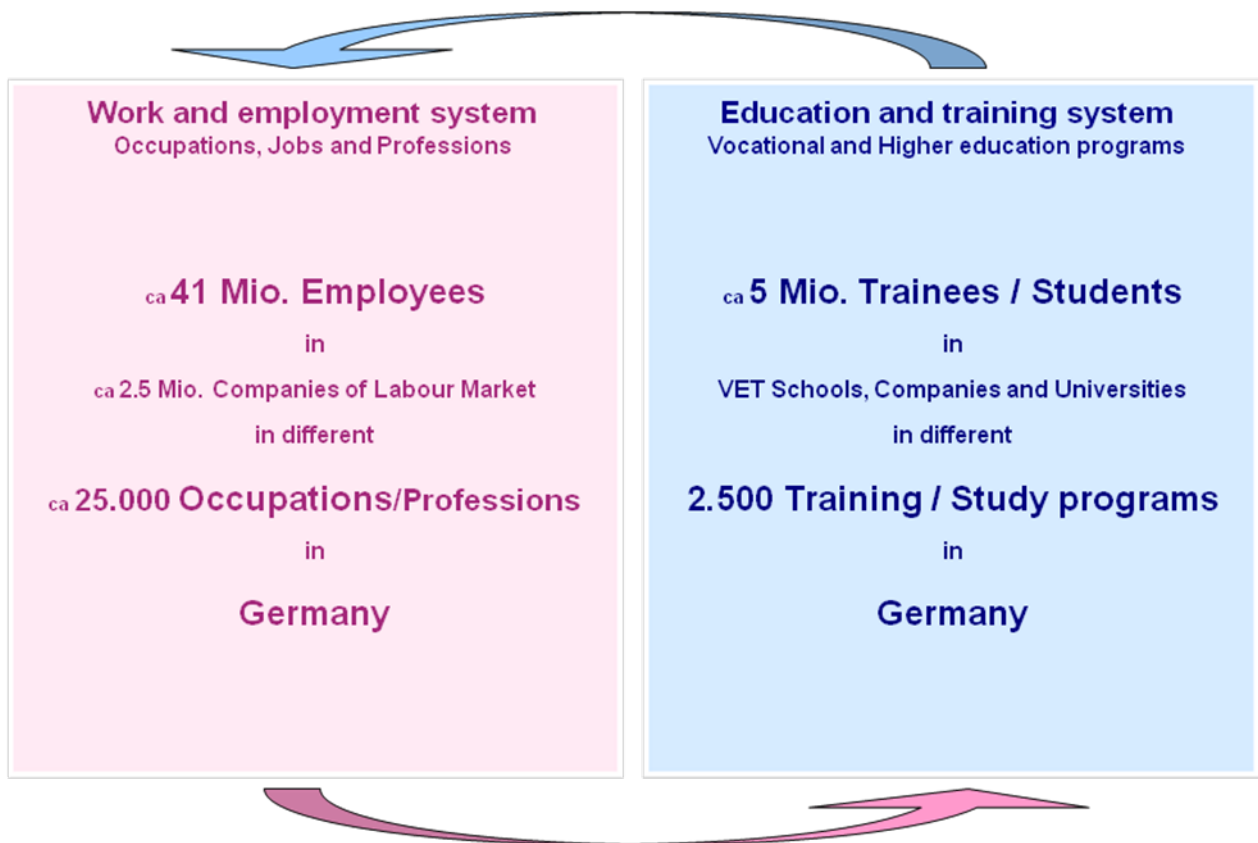 Work and employment system
Occupations, Jobs and Professions
ca 41 Mio. Employees
in
ca 2.5 Mio. Companies of Labour Market
in different
ca 25.000 Occupations/Professions
in
Germany
Education and training system
Vocational and Higher education programs
ca 5 Mio. Trainees / Students
in
VET Schools, Companies and Universities
in different
2.500 Training / Study programs
in
Germany